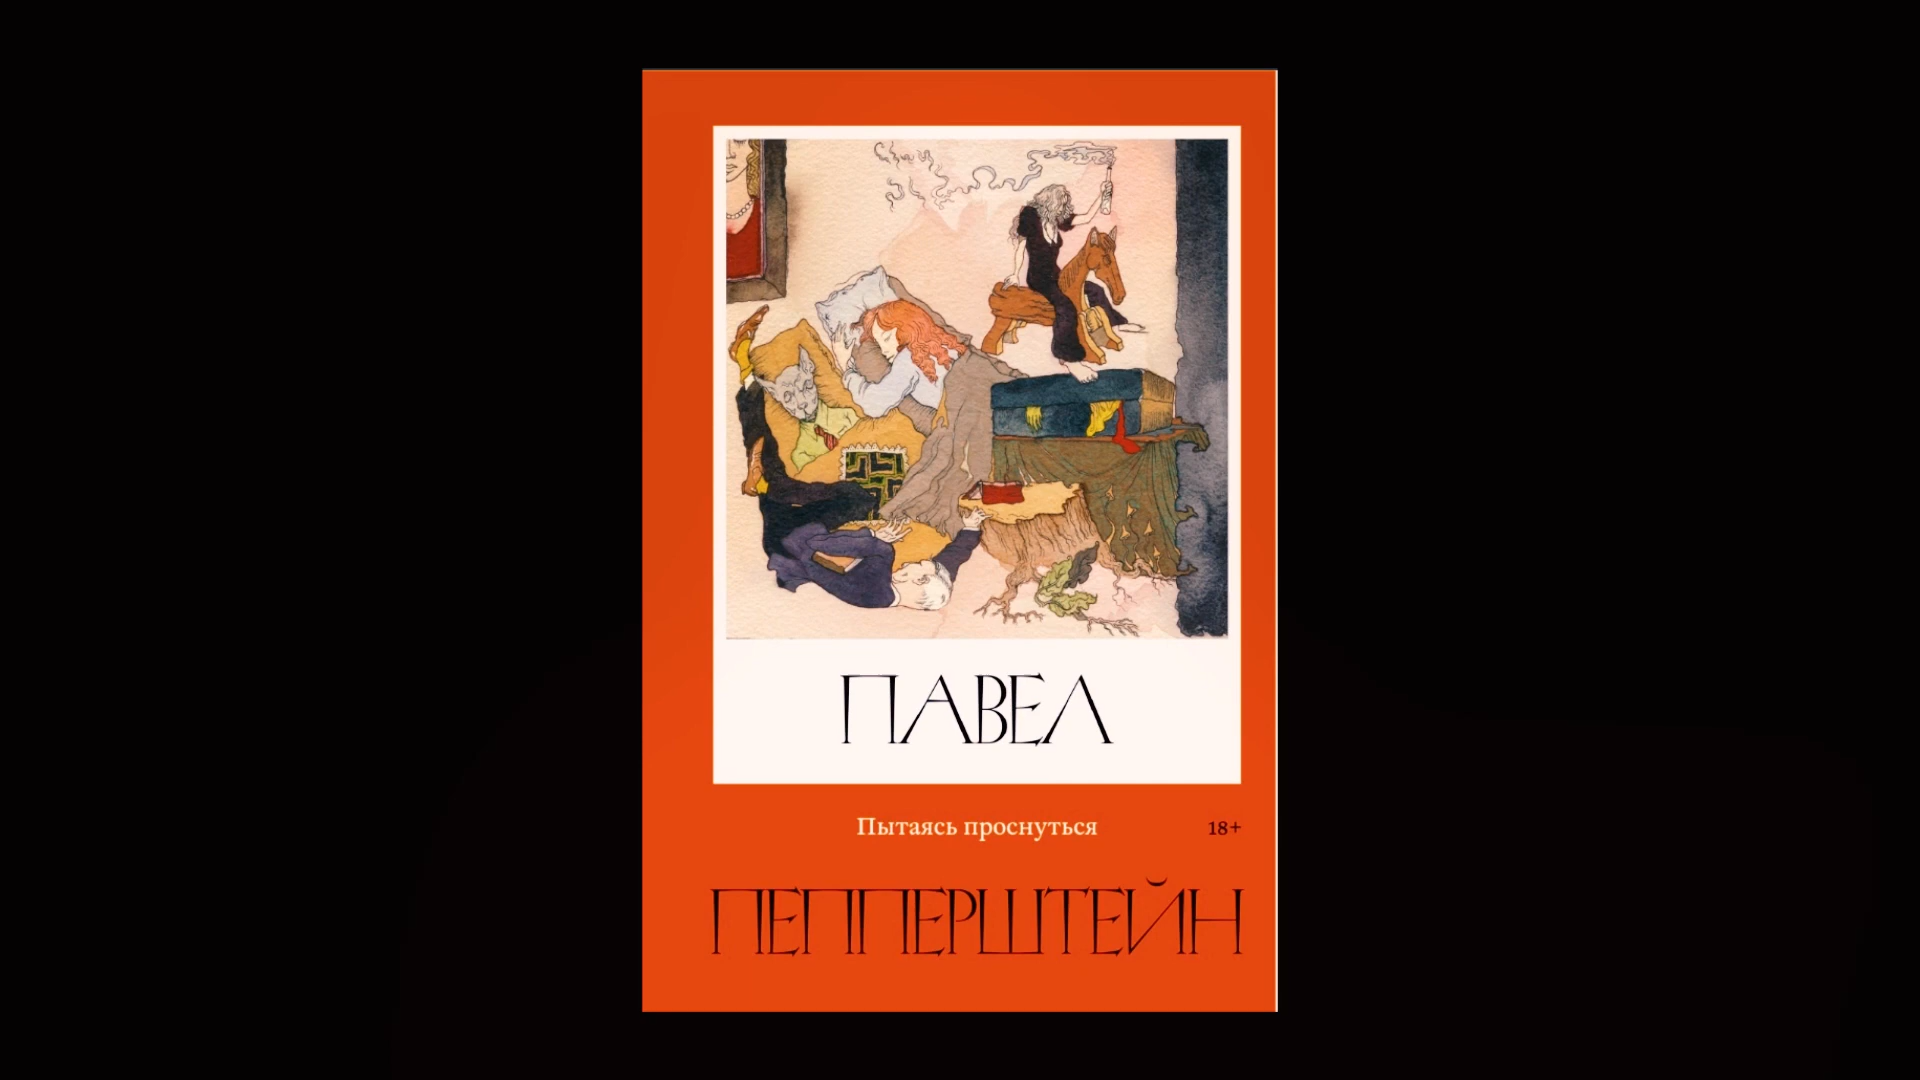 ПАВЕЛ
Пытаясь проснуться
18+
ПЕППЕРШТЕЙН